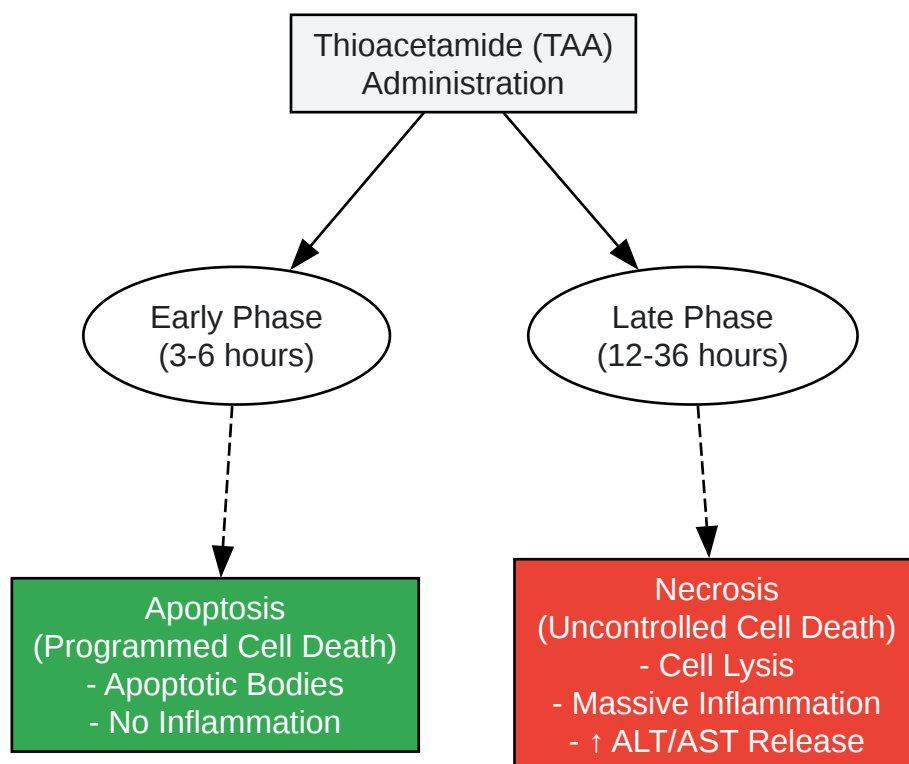 Thioacetamide (TAA)
Administration
Early Phase
(3-6 hours)
Late Phase
(12-36 hours)
Apoptosis
(Programmed Cell Death)
- Apoptotic Bodies
- No Inflammation
Necrosis
(Uncontrolled Cell Death)
- Cell Lysis
- Massive Inflammation
- ↑ ALT/AST Release